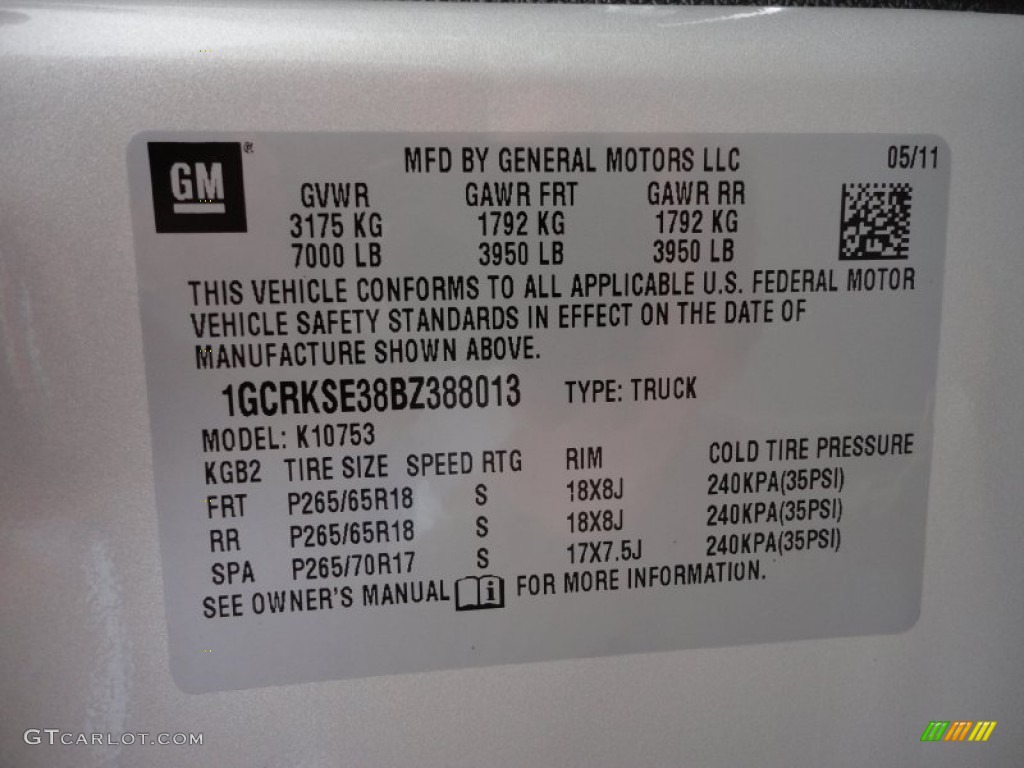 GM®
MFD BY GENERAL MOTORS LLC 05/11
GVWR GAWR FRT GAWR RR
3175 KG 1792 KG 1792 KG
7000 LB 3950 LB 3950 LB
THIS VEHICLE CONFORMS TO ALL APPLICABLE U.S. FEDERAL MOTOR
VEHICLE SAFETY STANDARDS IN EFFECT ON THE DATE OF
MANUFACTURE SHOWN ABOVE.
1GCRKSE38BZ388013 TYPE: TRUCK
MODEL: K10753
KGB2 TIRE SIZE SPEED RTG RIM COLD TIRE PRESSURE
FRT P265/65R18 S 18X8J 240KPA(35PSI)
RR P265/65R18 S 18X8J 240KPA(35PSI)
SPA P265/70R17 S 17X7.5J 240KPA(35PSI)
SEE OWNER'S MANUAL i FOR MORE INFORMATION.
GTCARLOT.COM